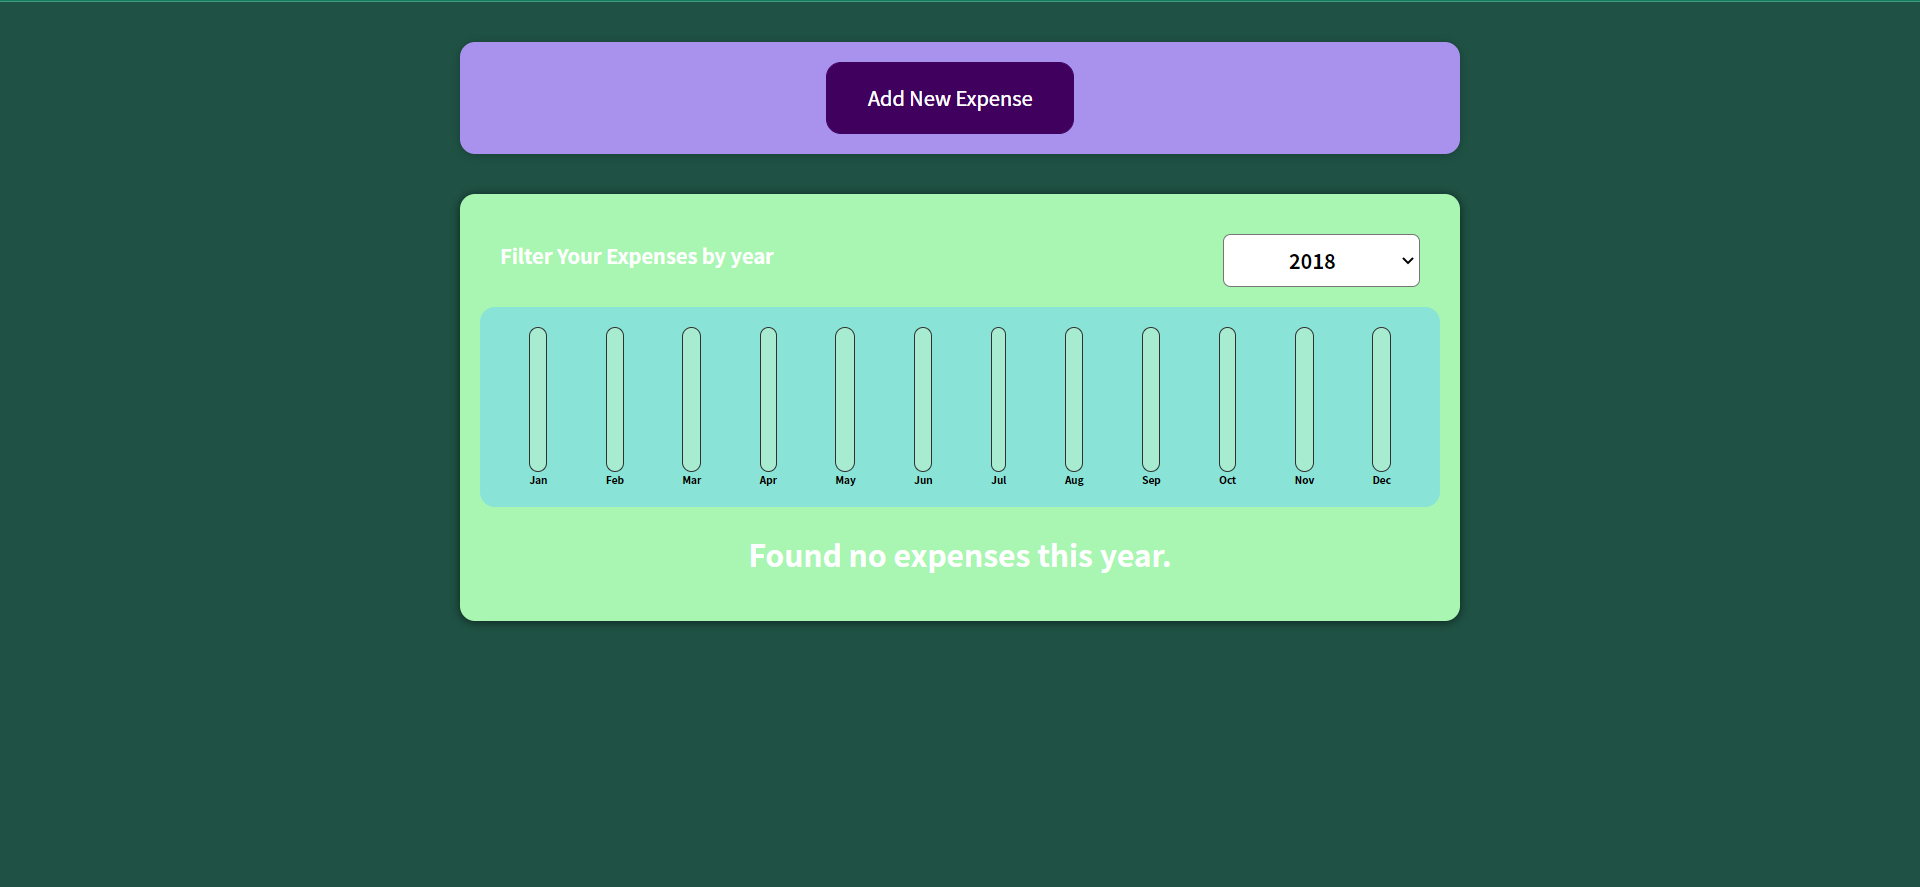 Add New Expense
Filter Your Expenses by year
2018
Jan Feb Mar Apr May Jun Jul Aug Sep Oct Nov Dec
Found no expenses this year.